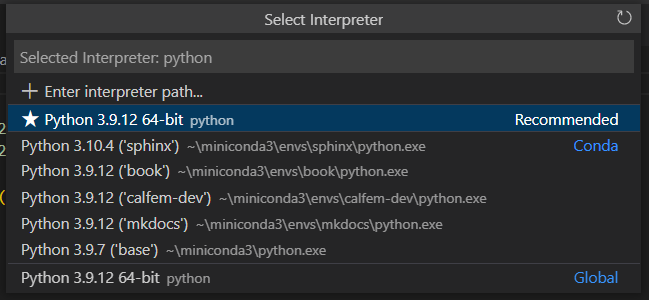 Select Interpreter
Selected Interpreter: python
+ Enter interpreter path...
★ Python 3.9.12 64-bit python Recommended
Python 3.10.4 ('sphinx') ~\miniconda3\envs\sphinx\python.exe Conda
Python 3.9.12 ('book') ~\miniconda3\envs\book\python.exe
Python 3.9.12 ('calfem-dev') ~\miniconda3\envs\calfem-dev\python.exe
Python 3.9.12 ('mkdocs') ~\miniconda3\envs\mkdocs\python.exe
Python 3.9.7 ('base') ~\miniconda3\python.exe
Python 3.9.12 64-bit python Global